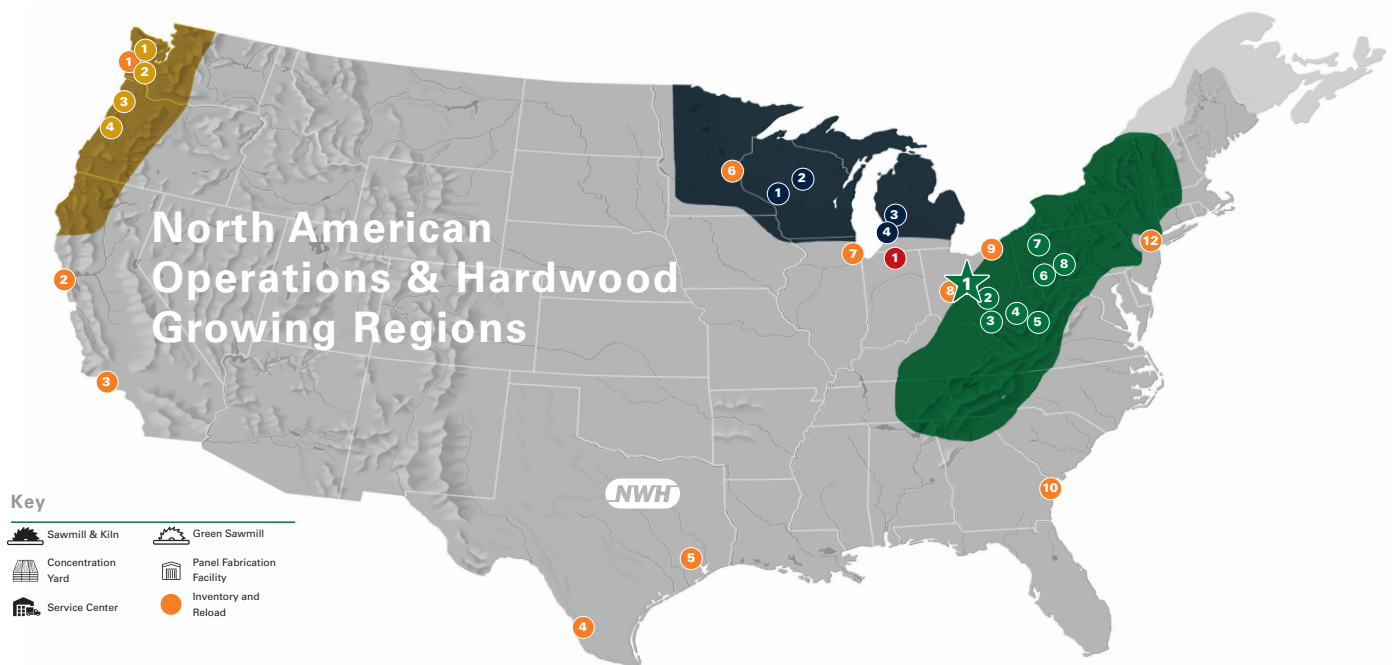 1
1
2
3
4
6
2
1
3
4
7
1
9
7
8
6
12
8
1
2
3
4
5
North American
Operations & Hardwood
Growing Regions
2
3
NWH
10
5
4
Key
Sawmill & Kiln
Green Sawmill
Concentration
Yard
Panel Fabrication
Facility
Service Center
Inventory and
Reload